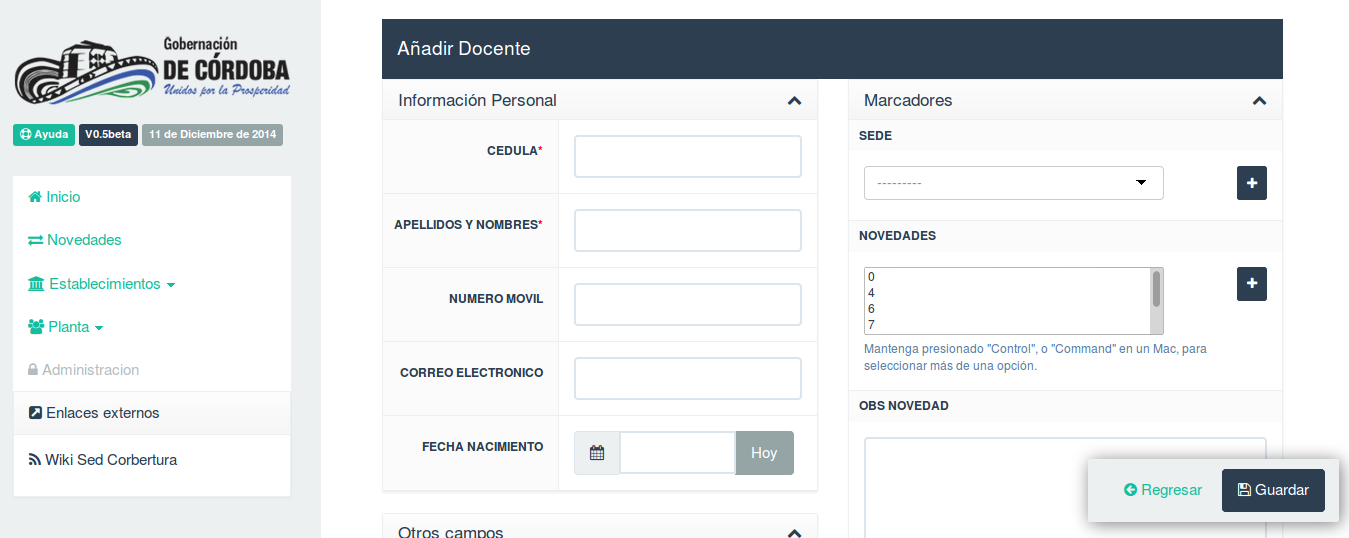 Gobernación
DE CÓRDOBA
Unidos por la Prosperidad
Ayuda V0.5beta 11 de Diciembre de 2014
Inicio
Novedades
Establecimientos
Planta
Administracion
Enlaces externos
Wiki Sed Corbertura
Añadir Docente
Información Personal
CEDULA*
APELLIDOS Y NOMBRES*
NUMERO MOVIL
CORREO ELECTRONICO
FECHA NACIMIENTO
Hoy
Otros campos
Marcadores
SEDE
---------
NOVEDADES
0
4
6
7
Mantenga presionado "Control", o "Command" en un Mac, para
seleccionar más de una opción.
OBS NOVEDAD
Regresar Guardar